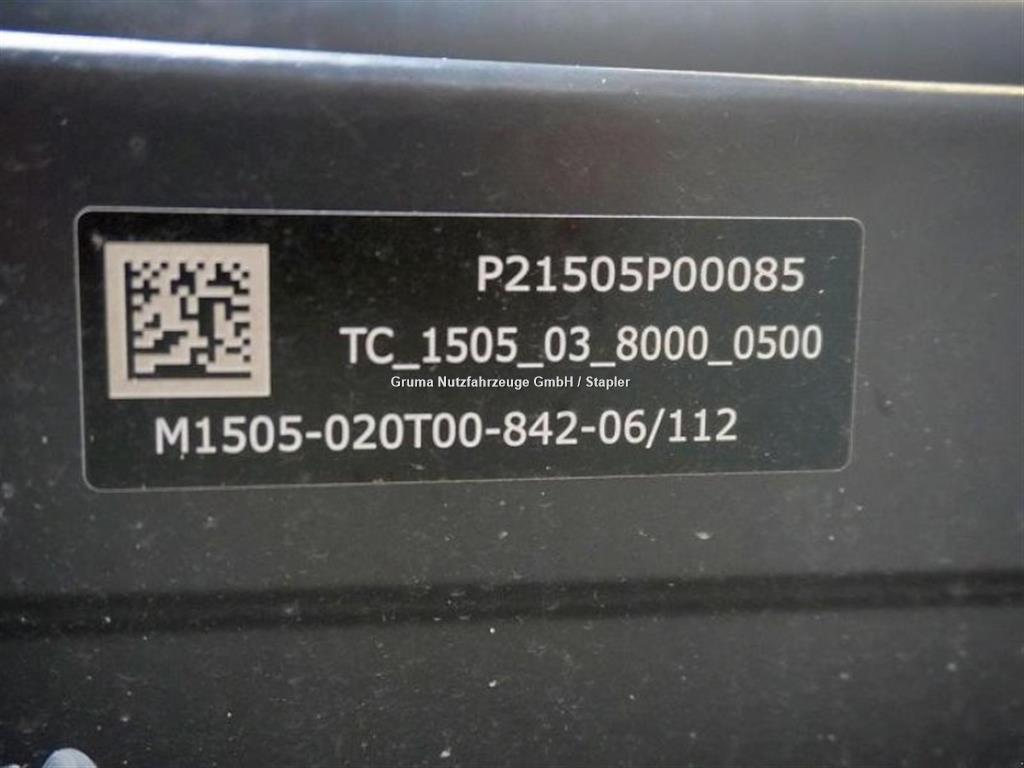 P21505P00085
TC_1505_03_8000_0500
Gruma Nutzfahrzeuge GmbH / Stapler
M1505-020T00-842-06/112